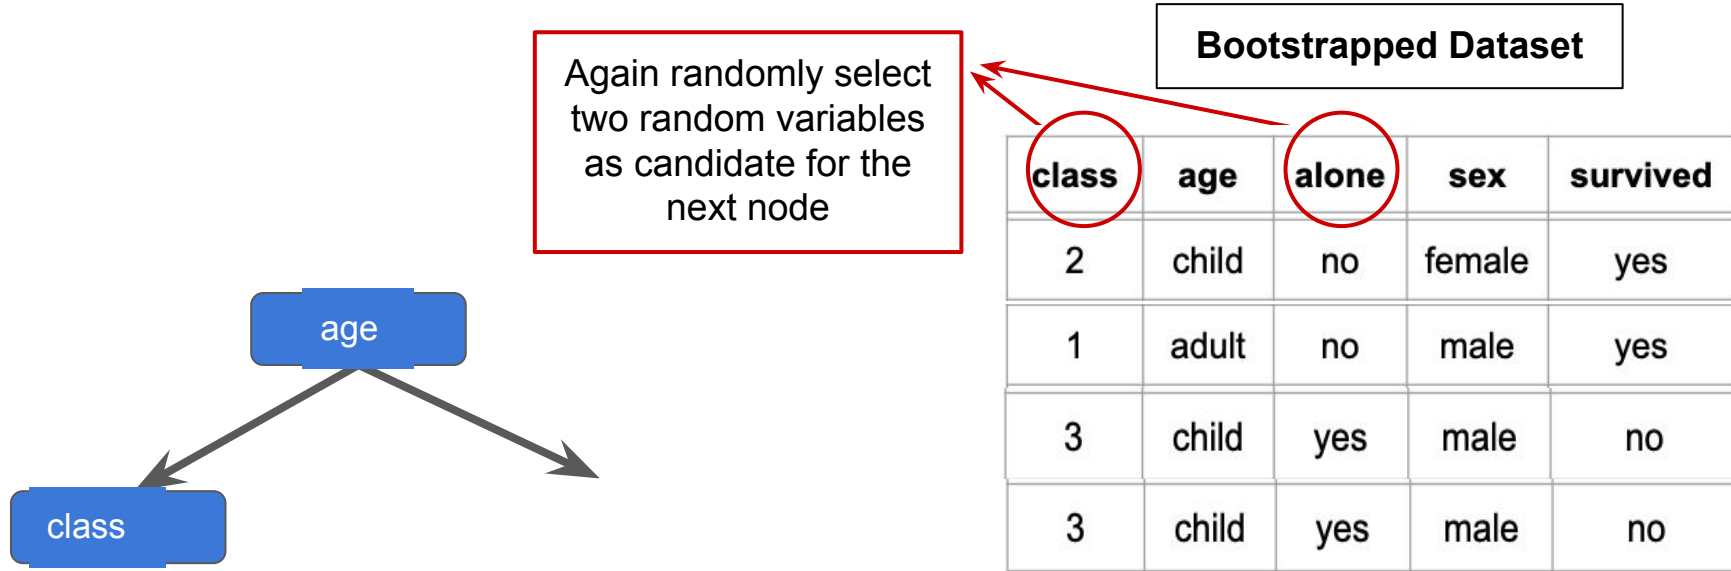 Again randomly select
two random variables
as candidate for the
next node
Bootstrapped Dataset
class age alone sex survived
2 child no female yes
1 adult no male yes
3 child yes male no
3 child yes male no
age
class